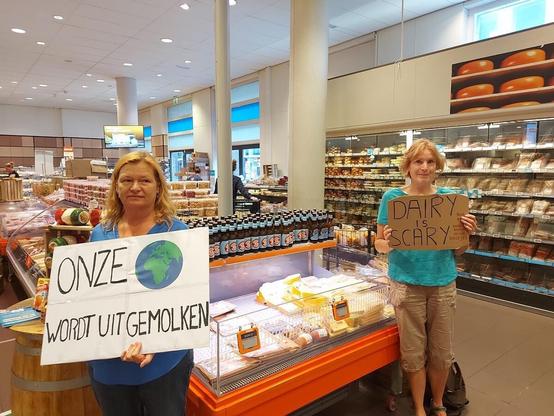 ONZE
WORDT UITGEMOLKEN
DAIRY
IS
SCARY